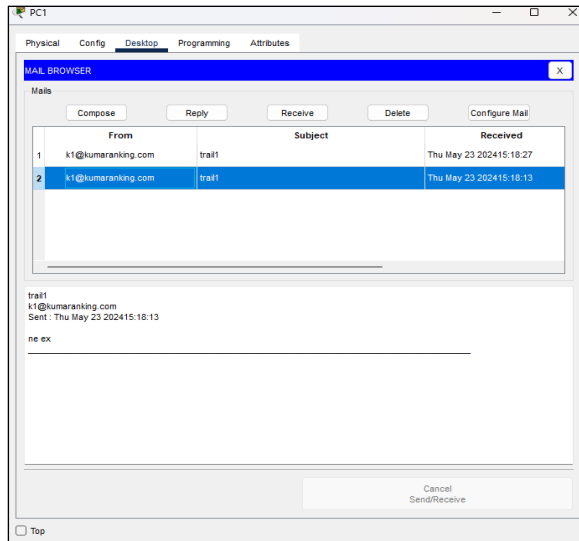 PC1
Physical Config Desktop Programming Attributes
MAIL BROWSER X
Mails
Compose Reply Receive Delete Configure Mail
From Subject Received
1 k1@kumaranking.com trail1 Thu May 23 202415:18:27
2 k1@kumaranking.com trail1 Thu May 23 202415:18:13
trail1
k1@kumaranking.com
Sent : Thu May 23 202415:18:13
ne ex
Cancel
Send/Receive
Top